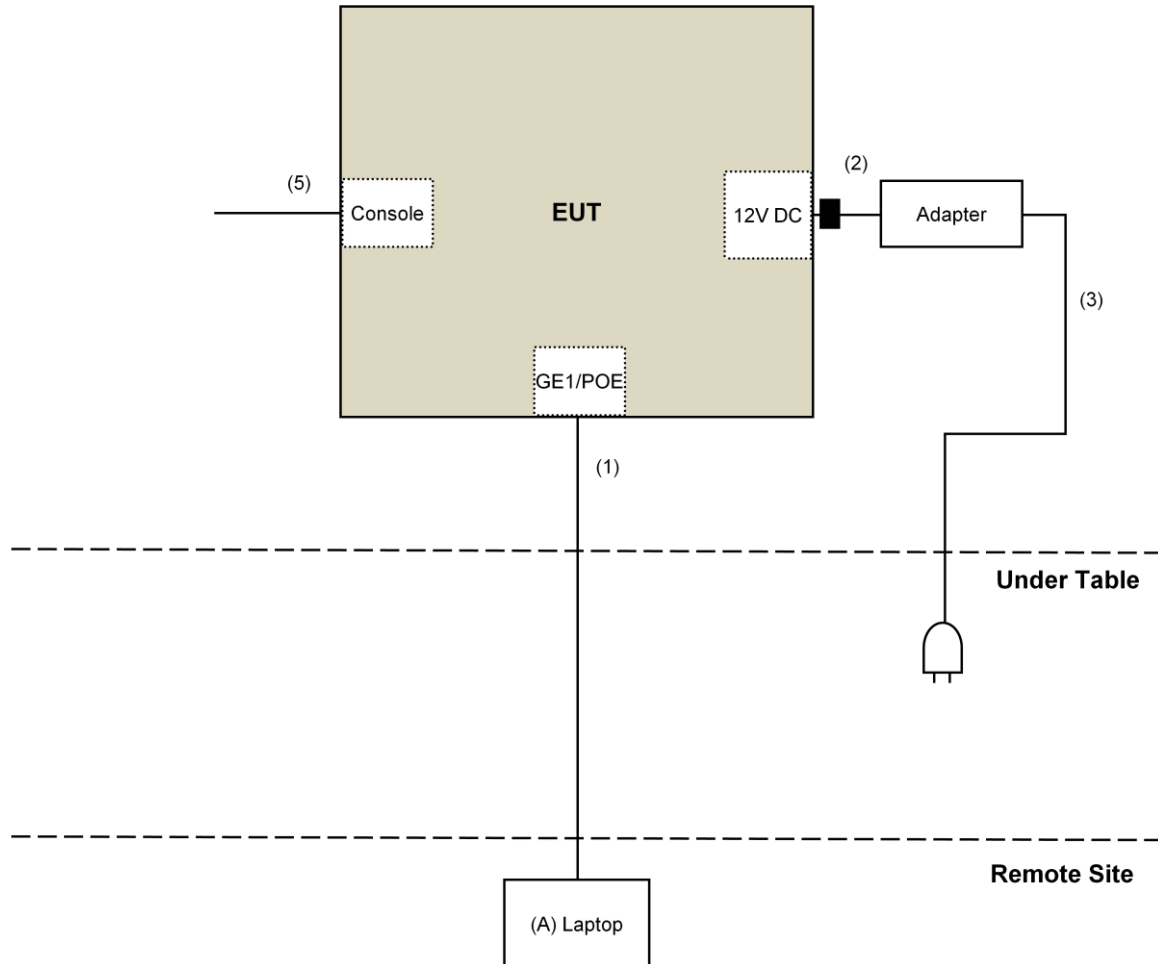 (2)
(5)
Console
EUT
12V DC
Adapter
(3)
GE1/POE
(1)
Under Table
Remote Site
(A) Laptop